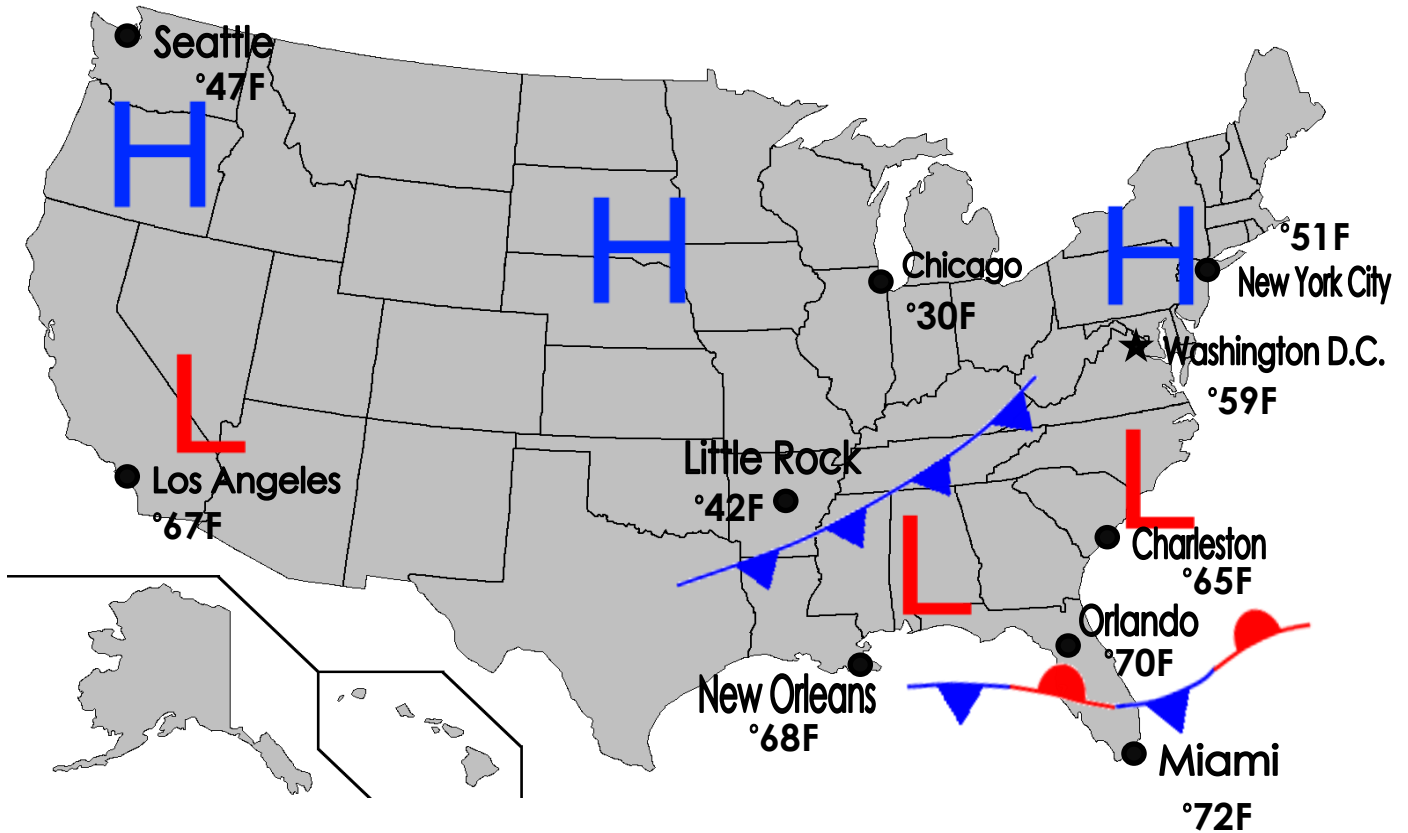 Seattle
°47F
H
H
H
°51F
New York City
Chicago
°30F
Washington D.C.
°59F
L
Los Angeles
°67F
Little Rock
°42F
L
L
Charleston
°65F
Orlando
°70F
New Orleans
°68F
Miami
°72F